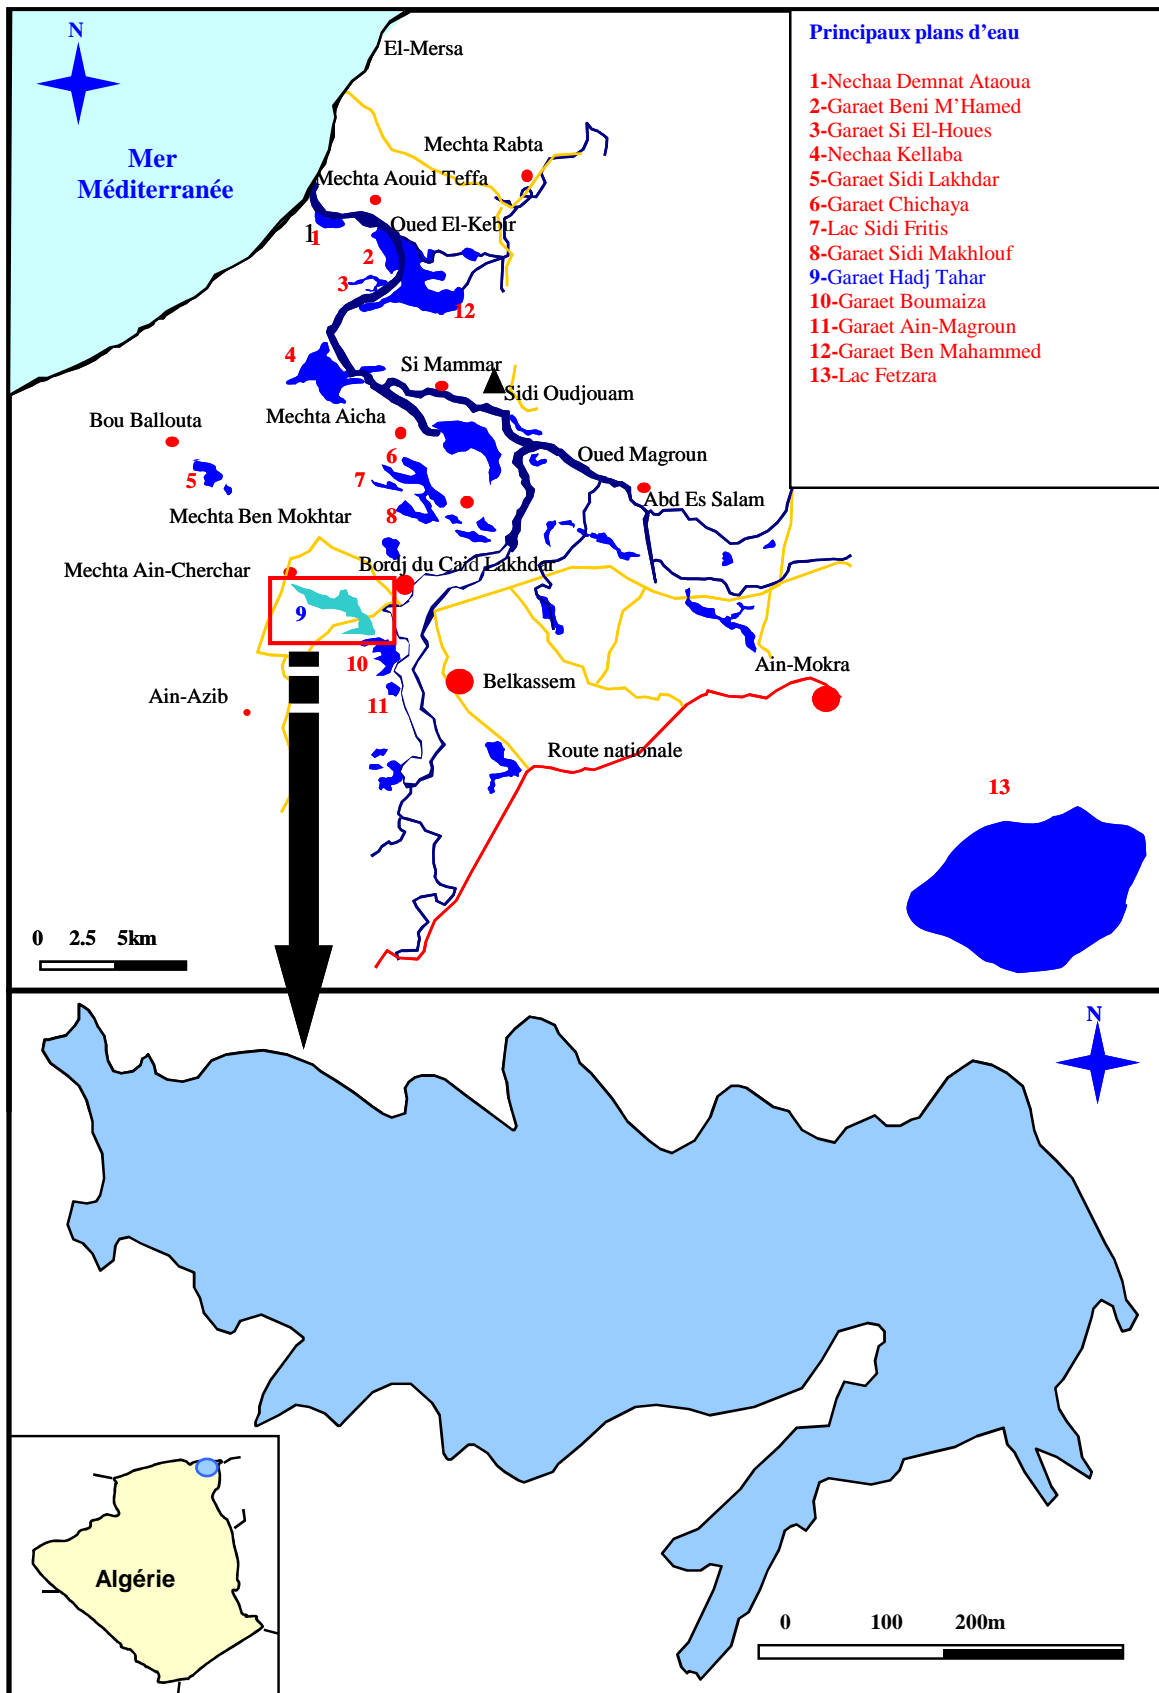 N
El-Mersa
Principaux plans d'eau
1-Nechaa Demnat Ataoua
2-Garaet Beni M'Hamed
3-Garaet Si El-Houes
4-Nechaa Kellaba
5-Garaet Sidi Lakhdar
6-Garaet Chichaya
7-Lac Sidi Fritis
8-Garaet Sidi Makhlouf
9-Garaet Hadj Tahar
10-Garaet Boumaiza
11-Garaet Ain-Magroun
12-Garaet Ben Mahammed
13-Lac Fetzara
Mer
Méditerranée
Mechta Rabta
Mechta Aouid Teffa
Oued El-Kebir
1
1
2
3
12
4
Si Mammar
Sidi Oudjouam
Mechta Aicha
Bou Ballouta
Oued Magroun
6
7
5
Abd Es Salam
Mechta Ben Mokhtar
8
Bordj du Caid Lakhdar
Mechta Ain-Cherchar
9
10
Ain-Mokra
Belkassem
Ain-Azib
11
Route nationale
13
0 2.5 5km
N
Algérie
0 100 200m